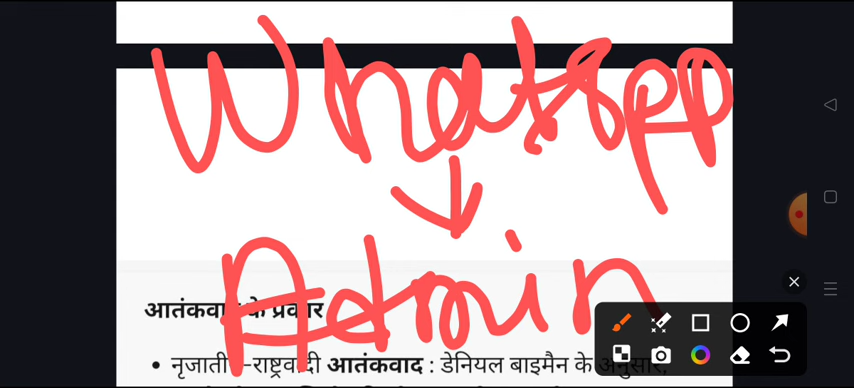 Whatsapp
Admin
आतंकवाद के प्रकार
• नृजातीय-राष्ट्रवादी आतंकवाद : डेनियल बाइमैन के अनुसार,